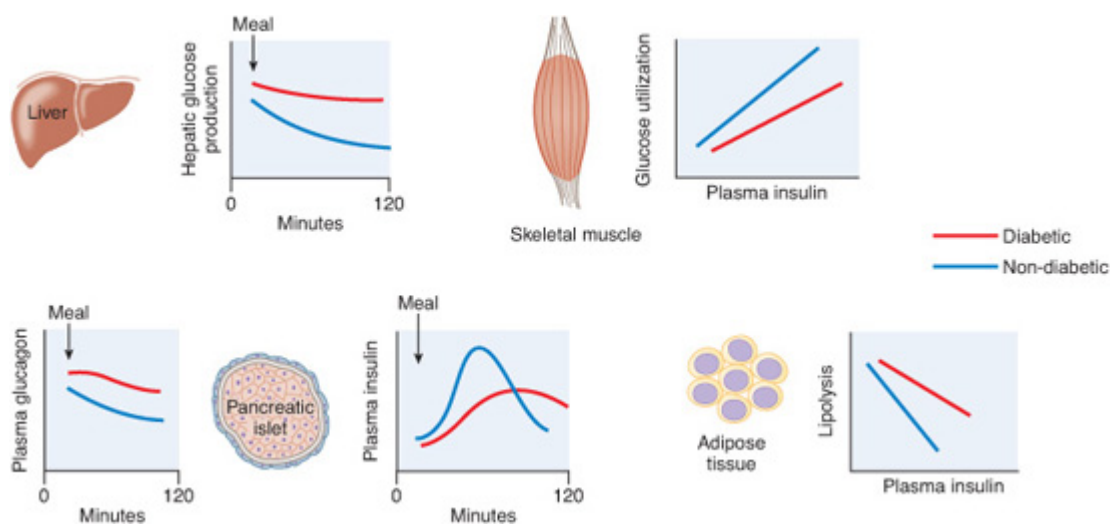 Meal
Liver
Hepatic glucose
production
0
120
Minutes
Skeletal muscle
Glucose utilization
Plasma insulin
Diabetic
Non-diabetic
Meal
Plasma glucagon
0
120
Minutes
Pancreatic
islet
Meal
Plasma insulin
0
120
Minutes
Adipose
tissue
Lipolysis
Plasma insulin